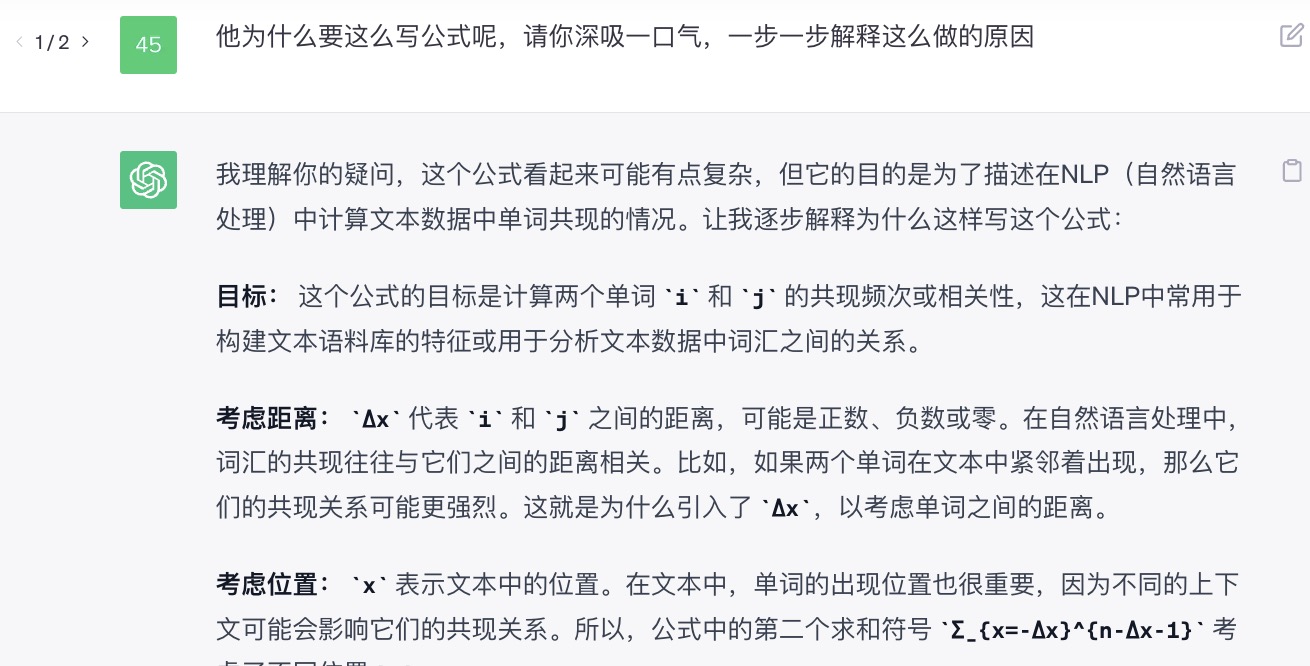 < 1/2 >
45
他为什么要这么写公式呢，请你深吸一口气，一步一步解释这么做的原因
我理解你的疑问，这个公式看起来可能有点复杂，但它的目的是为了描述在NLP（自然语言
处理）中计算文本数据中单词共现的情况。让我逐步解释为什么这样写这个公式：
目标： 这个公式的目标是计算两个单词 `i` 和 `j` 的共现频次或相关性，这在NLP中常用于
构建文本语料库的特征或用于分析文本数据中词汇之间的关系。
考虑距离： `Δx` 代表 `i` 和 `j` 之间的距离，可能是正数、负数或零。在自然语言处理中，
词汇的共现往往与它们之间的距离相关。比如，如果两个单词在文本中紧邻着出现，那么它
们的共现关系可能更强烈。这就是为什么引入了 `Δx`，以考虑单词之间的距离。
考虑位置： `x` 表示文本中的位置。在文本中，单词的出现位置也很重要，因为不同的上下
文可能会影响它们的共现关系。所以，公式中的第二个求和符号 `Σ_{x=-Δx}^{n-Δx-1}` 考